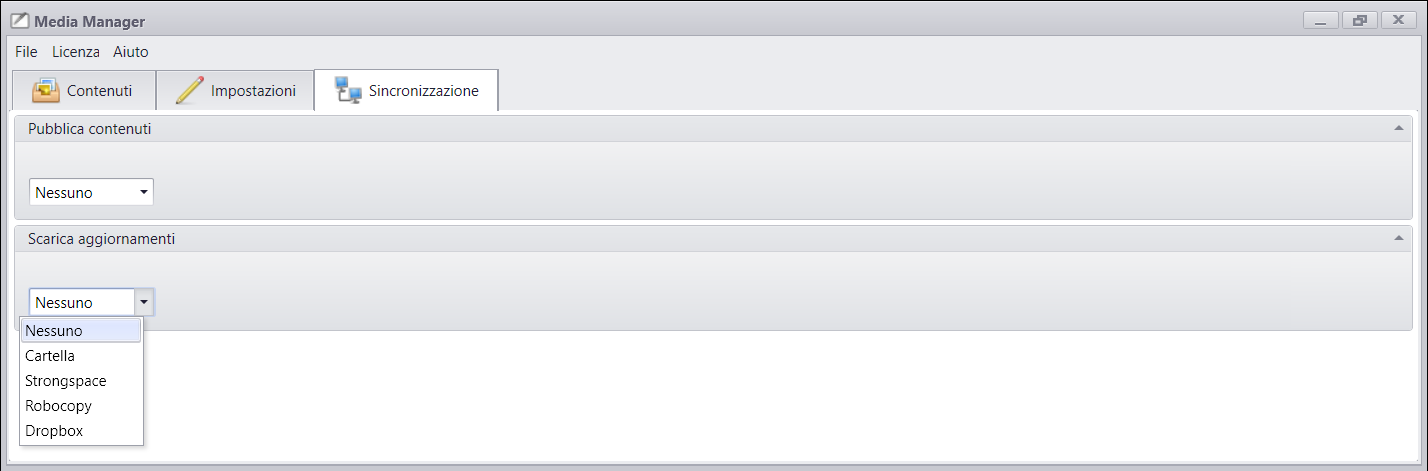 Media Manager
File Licenza Aiuto
Contenuti Impostazioni Sincronizzazione
Pubblica contenuti
Nessuno
Scarica aggiornamenti
Nessuno
Nessuno
Cartella
Strongspace
Robocopy
Dropbox